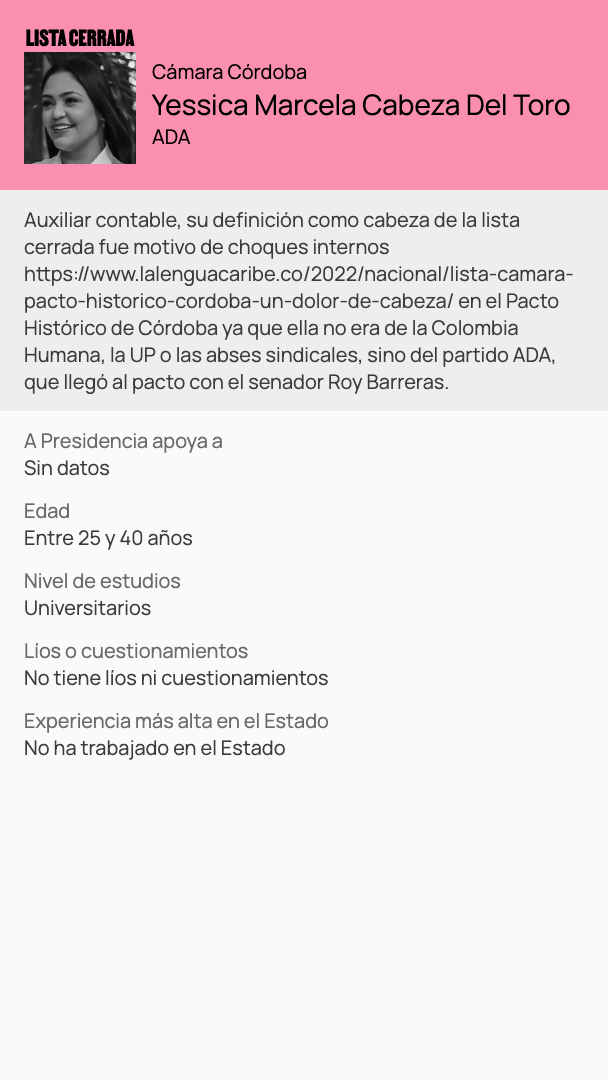 LISTA CERRADA
Cámara Córdoba
Yessica Marcela Cabeza Del Toro
ADA
Auxiliar contable, su definición como cabeza de la lista
cerrada fue motivo de choques internos
https://www.lalenguacaribe.co/2022/nacional/lista-camara-
pacto-historico-cordoba-un-dolor-de-cabeza/ en el Pacto
Histórico de Córdoba ya que ella no era de la Colombia
Humana, la UP o las abses sindicales, sino del partido ADA,
que llegó al pacto con el senador Roy Barreras.
A Presidencia apoya a
Sin datos
Edad
Entre 25 y 40 años
Nivel de estudios
Universitarios
Líos o cuestionamientos
No tiene líos ni cuestionamientos
Experiencia más alta en el Estado
No ha trabajado en el Estado